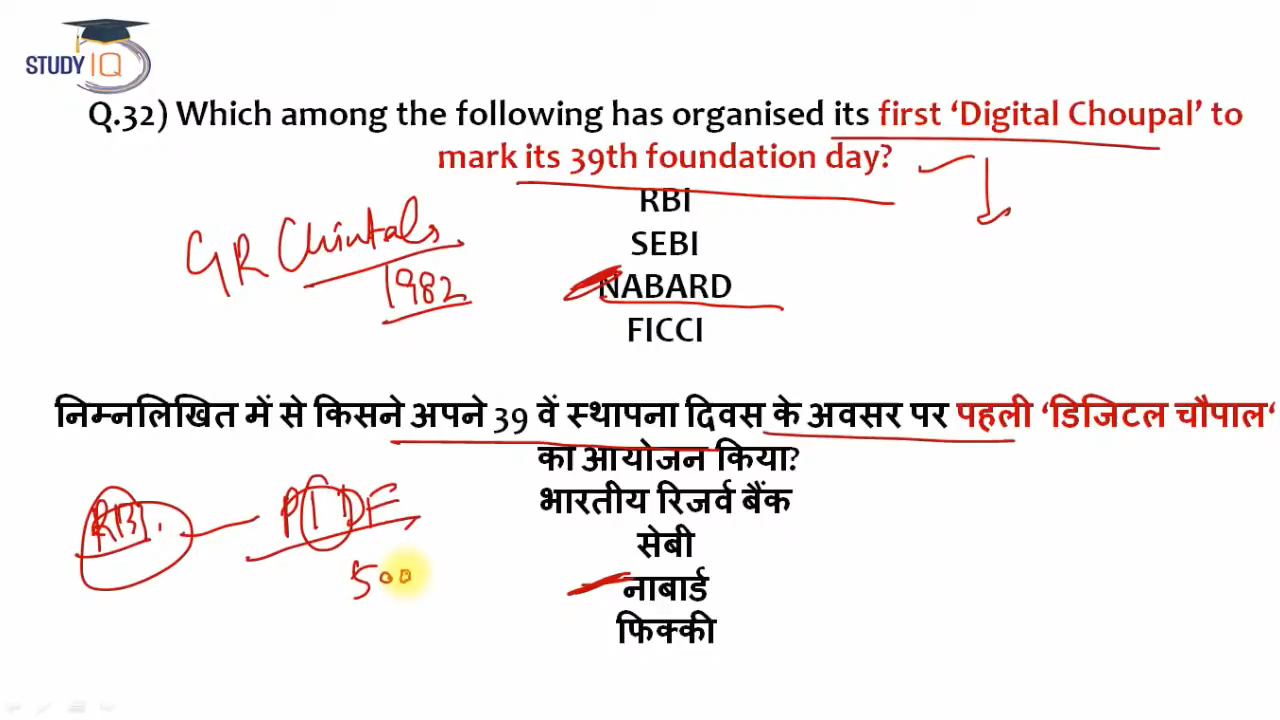 STUDY IQ
Q.32) Which among the following has organised its first ‘Digital Choupal’ to
mark its 39th foundation day?
RBI
SEBI
GR Chintala
NABARD
1982
FICCI
निम्नलिखित में से किसने अपने 39 वें स्थापना दिवस के अवसर पर पहली ‘डिजिटल चौपाल‘
का आयोजन किया?
भारतीय रिजर्व बैंक
RBI PIDF
सेबी
500
नाबार्ड
फिक्की